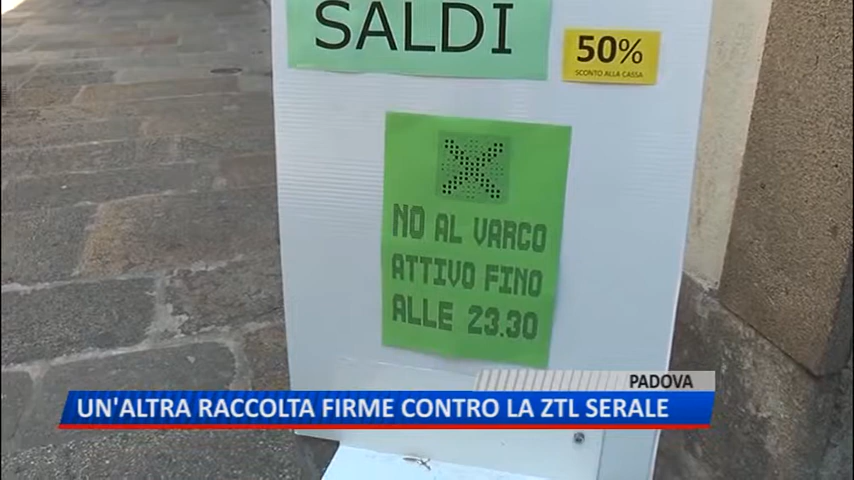 SALDI
50%
SCONTO ALLA CASSA
NO AL VARCO
ATTIVO FINO
ALLE 23.30
PADOVA
UN'ALTRA RACCOLTA FIRME CONTRO LA ZTL SERALE